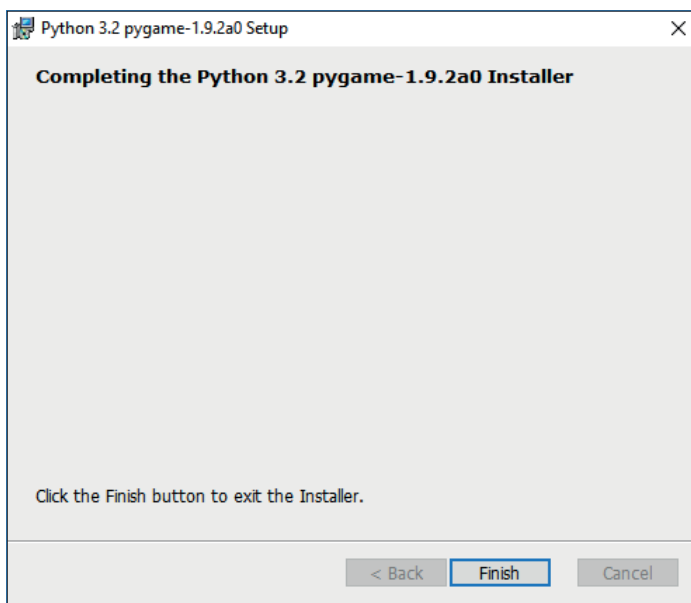 Python 3.2 pygame-1.9.2a0 Setup
Completing the Python 3.2 pygame-1.9.2a0 Installer
Click the Finish button to exit the Installer.
< Back Finish Cancel